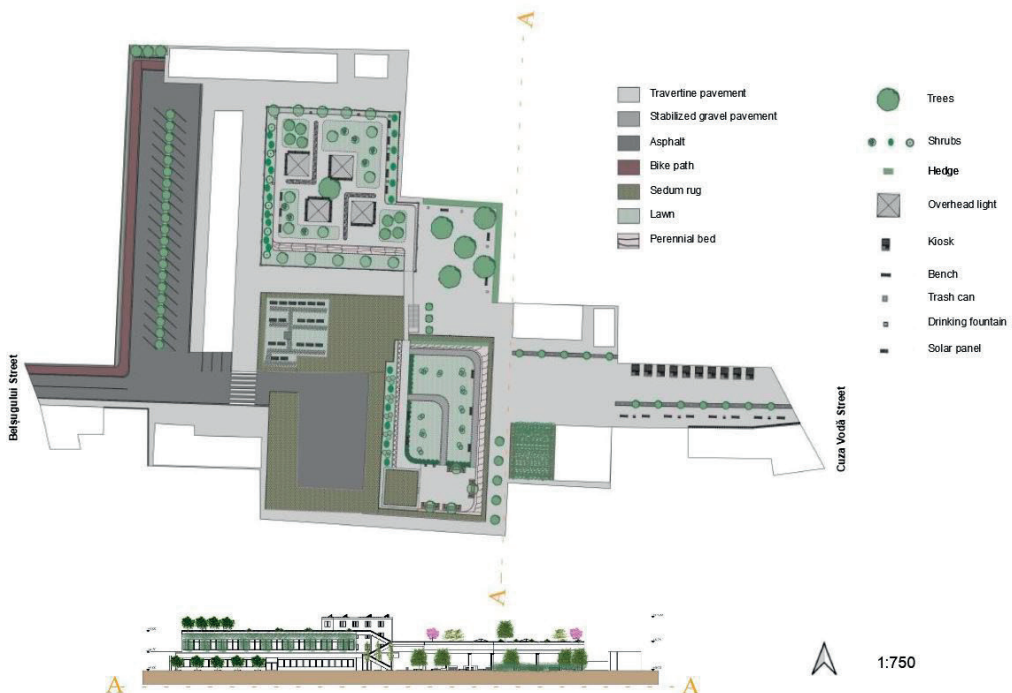 A
Travertine pavement
Stabilized gravel pavement
Asphalt
Bike path
Sedum rug
Lawn
Perennial bed
Trees
Shrubs
Hedge
Overhead light
Kiosk
Bench
Trash can
Drinking fountain
Solar panel
Belșugului Street
Cuza Vodă Street
A
A
A
1:750